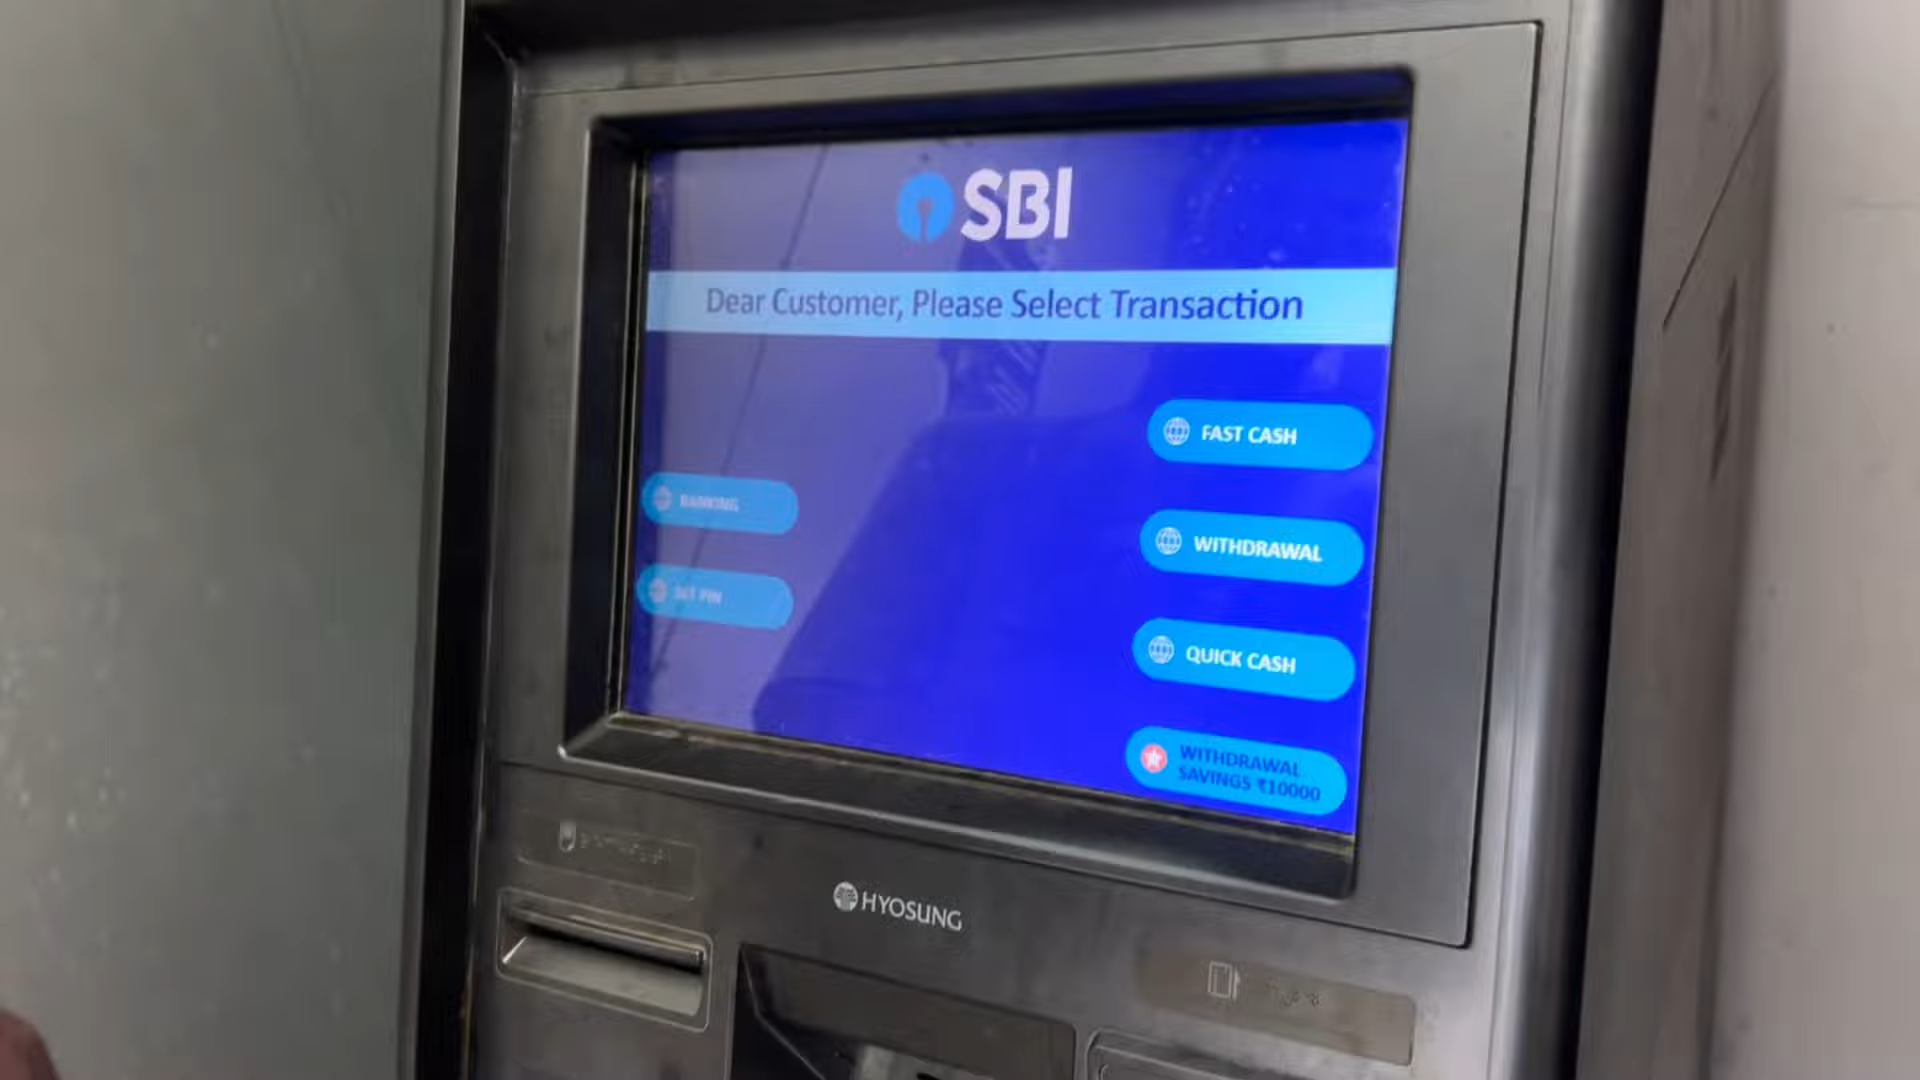 SBI
Dear Customer, Please Select Transaction
FAST CASH
BANKING
WITHDRAWAL
SET PIN
QUICK CASH
WITHDRAWAL
SAVINGS ₹10000
HYOSUNG